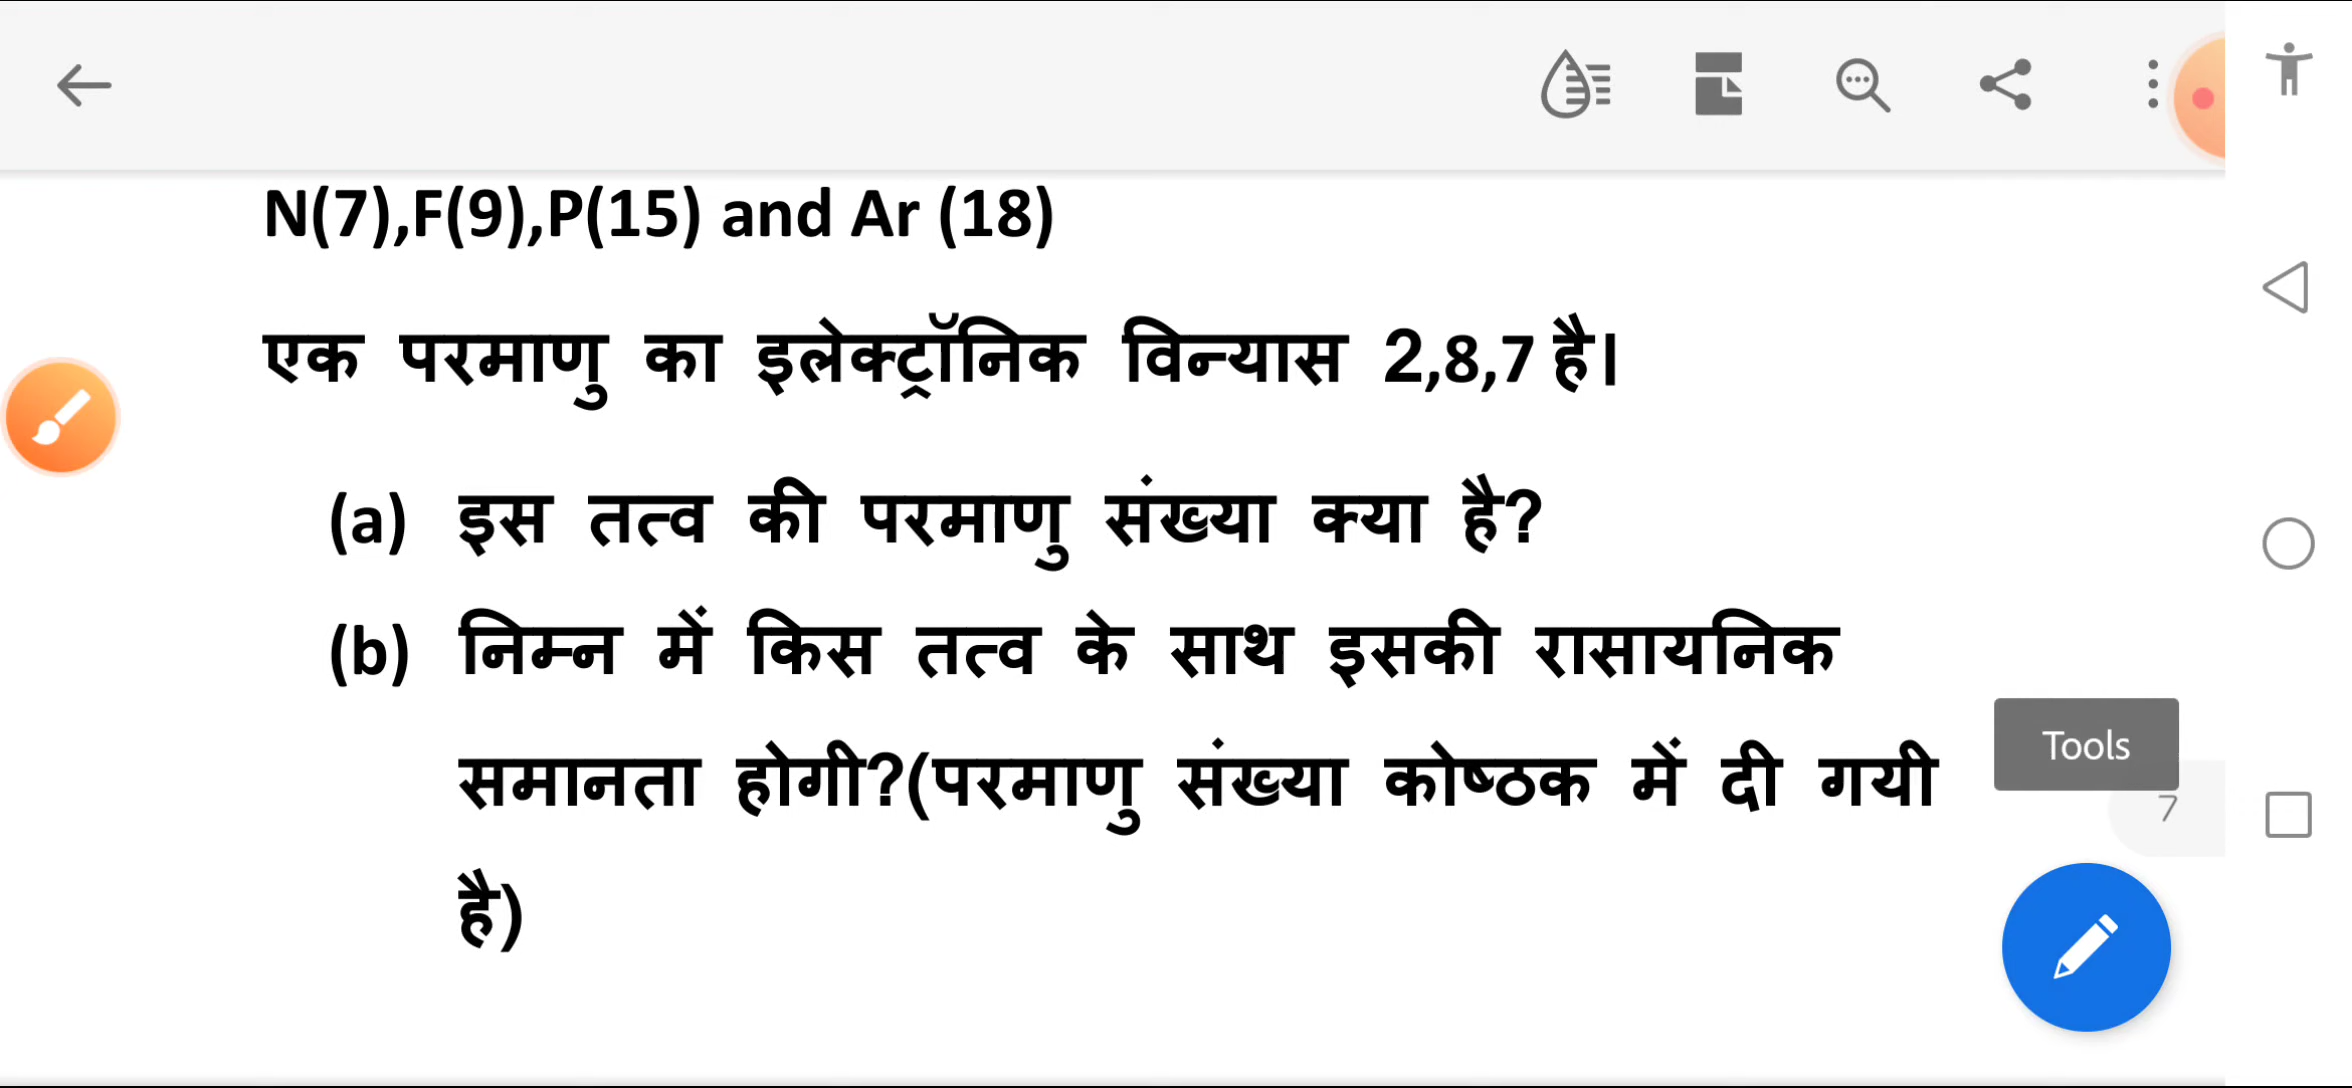 N(7),F(9),P(15) and Ar (18)
एक परमाणु का इलेक्ट्रॉनिक विन्यास 2,8,7 है।
(a) इस तत्व की परमाणु संख्या क्या है?
(b) निम्न में किस तत्व के साथ इसकी रासायनिक
समानता होगी?(परमाणु संख्या कोष्ठक में दी गयी
है)
Tools
7